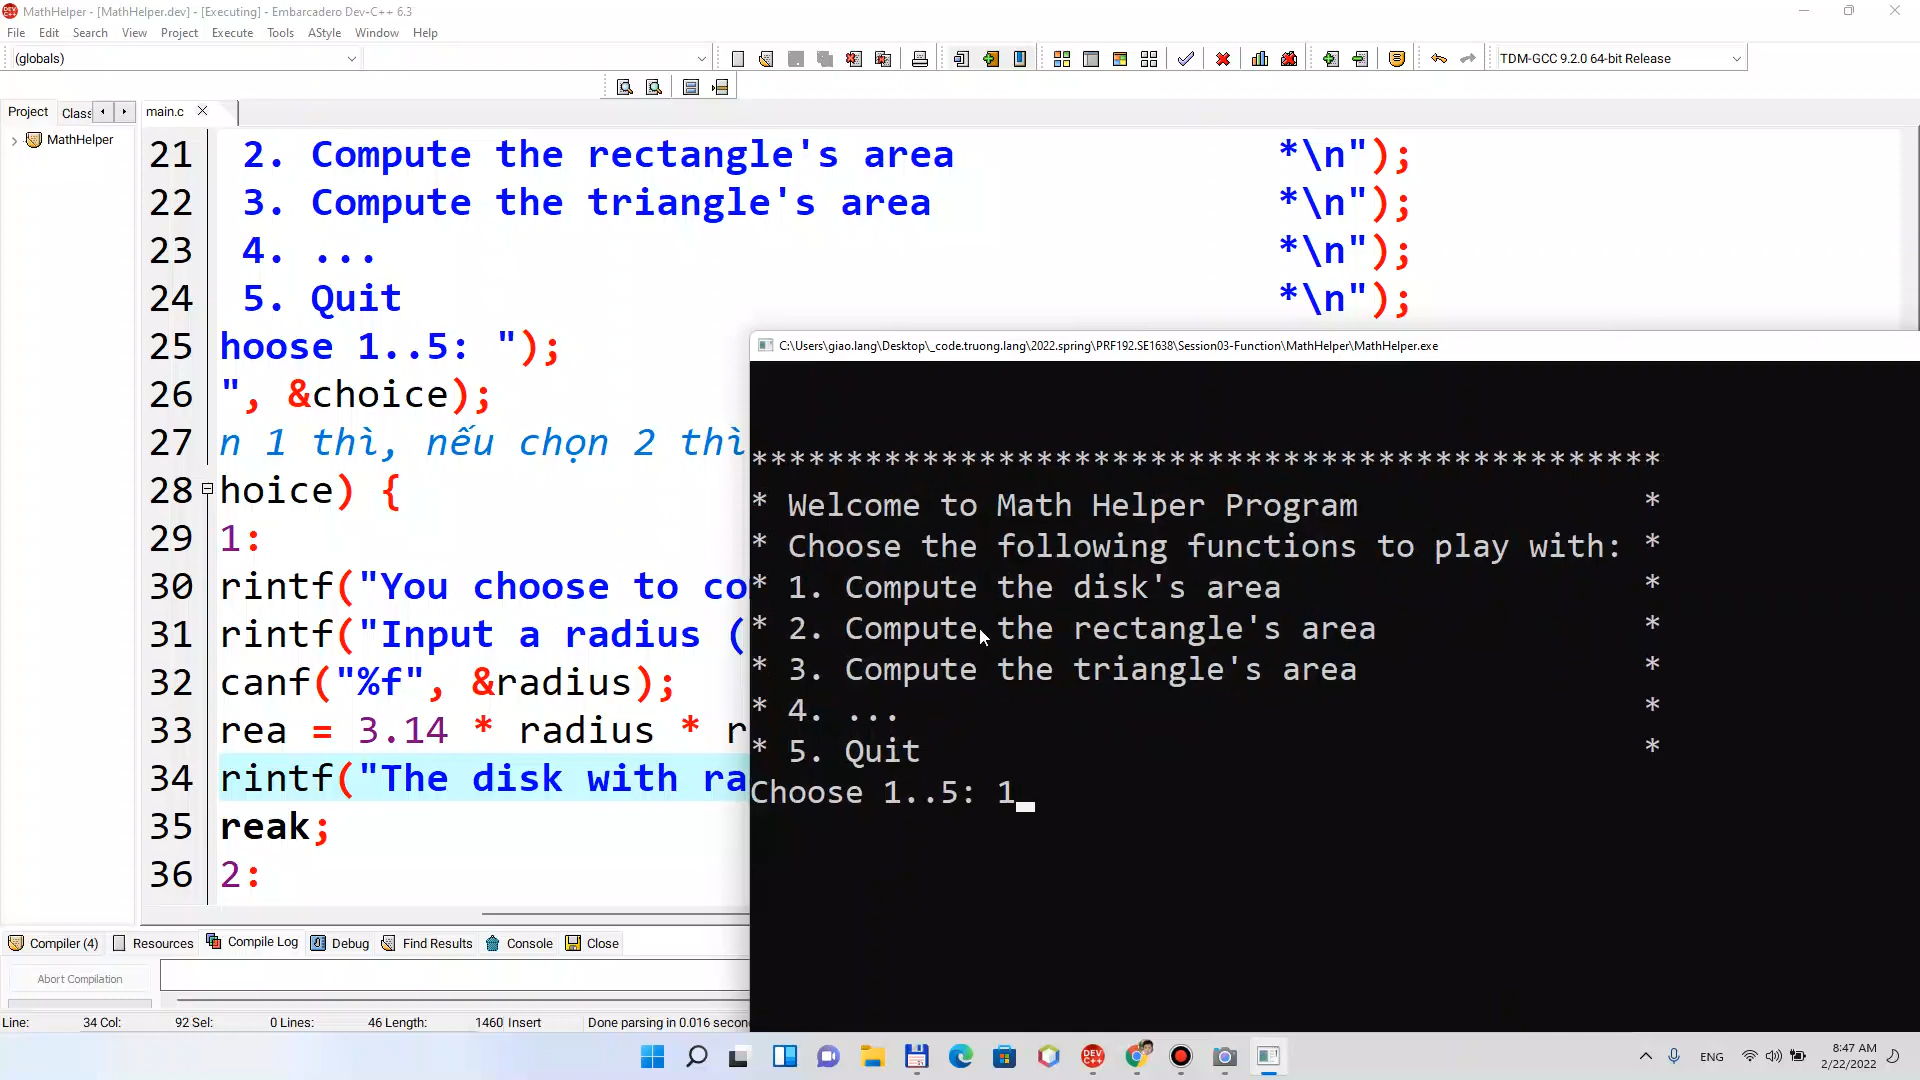 MathHelper - [MathHelper.dev] - [Executing] - Embarcadero Dev-C++ 6.3
File Edit Search View Project Execute Tools AStyle Window Help
(globals)
TDM-GCC 9.2.0 64-bit Release
Project Class main.c
MathHelper
21 2. Compute the rectangle's area *\n");
22 3. Compute the triangle's area *\n");
23 4. ... *\n");
24 5. Quit *\n");
25 hoose 1..5: ");
26 ", &choice);
27 n 1 thì, nếu chọn 2 thì
28 hoice) {
29 1:
30 rintf("You choose to co
31 rintf("Input a radius (
32 canf("%f", &radius);
33 rea = 3.14 * radius * r
34 rintf("The disk with ra
35 reak;
36 2:
C:\Users\giao.lang\Desktop\_code.truong.lang\2022.spring\PRF192.SE1638\Session03-Function\MathHelper\MathHelper.exe
************************************************
* Welcome to Math Helper Program *
* Choose the following functions to play with: *
* 1. Compute the disk's area *
* 2. Compute the rectangle's area *
* 3. Compute the triangle's area *
* 4. ... *
* 5. Quit *
Choose 1..5: 1
Compiler (4) Resources Compile Log Debug Find Results Console Close
Abort Compilation
Line: 34 Col: 92 Sel: 0 Lines: 46 Length: 1460 Insert Done parsing in 0.016 secon
ENG
8:47 AM
2/22/2022